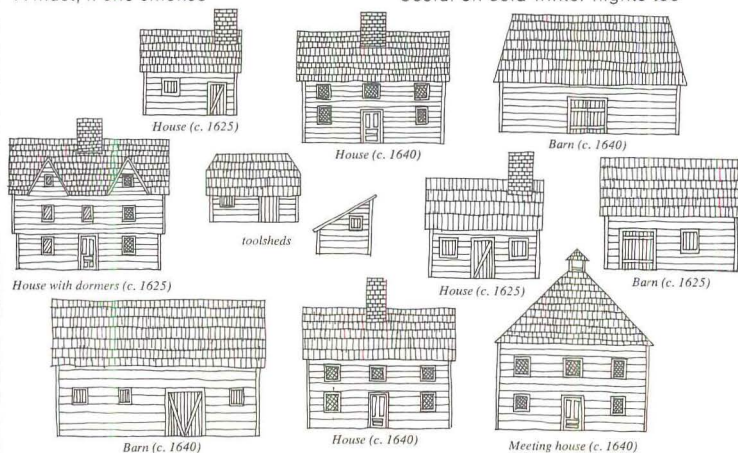 House (c. 1625)
House (c. 1640)
Barn (c. 1640)
House with dormers (c. 1625)
toolsheds
House (c. 1625)
Barn (c. 1625)
Barn (c. 1640)
House (c. 1640)
Meeting house (c. 1640)